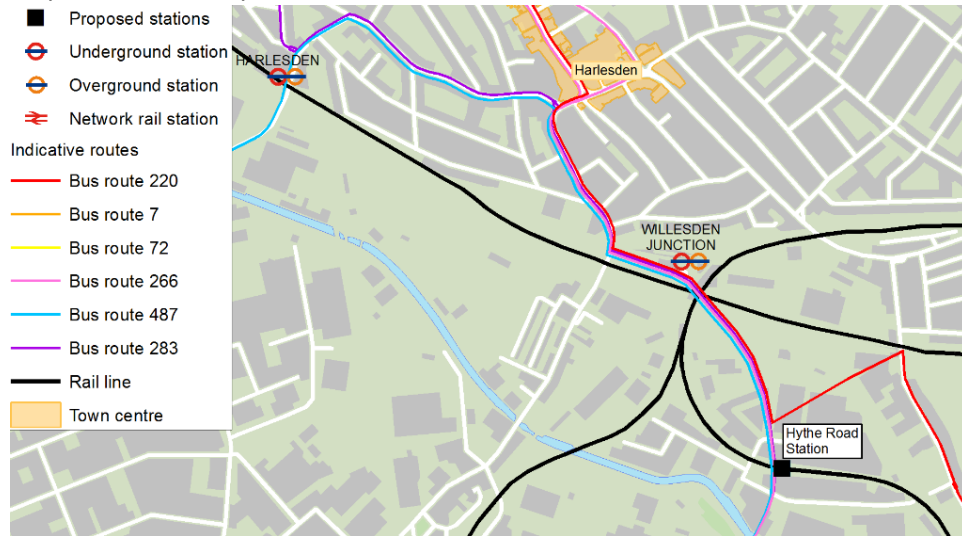 Proposed stations
Underground station
Overground station
Network rail station
Indicative routes
Bus route 220
Bus route 7
Bus route 72
Bus route 266
Bus route 487
Bus route 283
Rail line
Town centre
HARLESDEN
Harlesden
WILLESDEN
JUNCTION
Hythe Road
Station